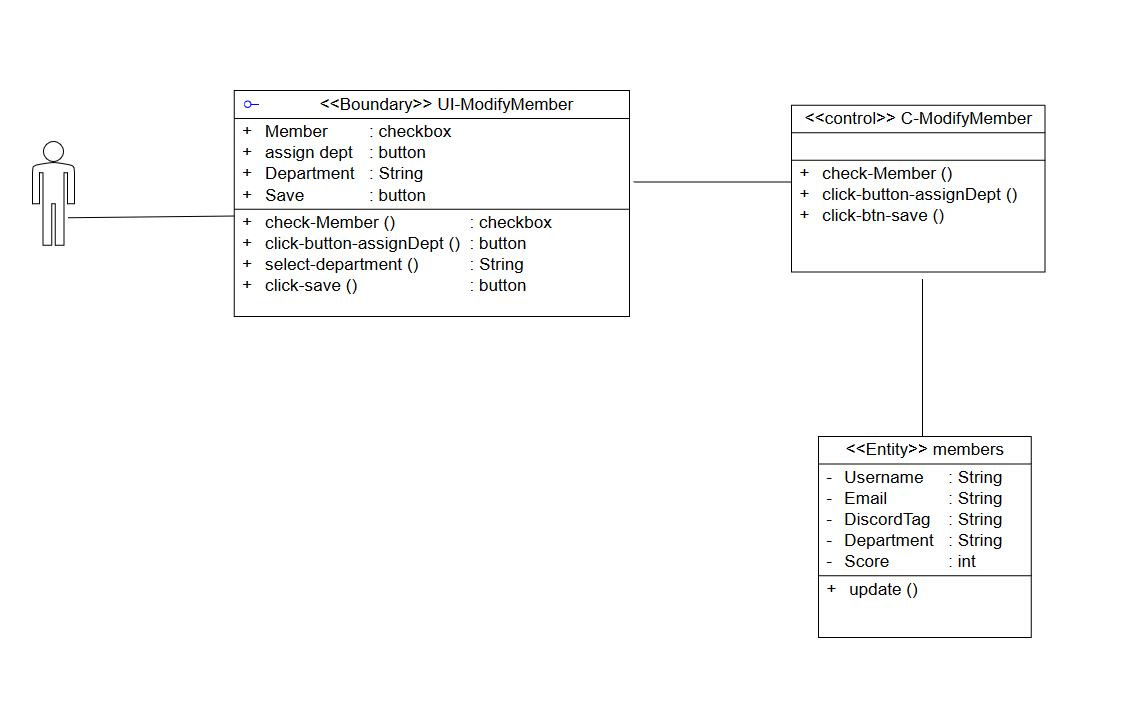 <<Boundary>> UI-ModifyMember
+ Member : checkbox
+ assign dept : button
+ Department : String
+ Save : button
+ check-Member () : checkbox
+ click-button-assignDept () : button
+ select-department () : String
+ click-save () : button
<<control>> C-ModifyMember
+ check-Member ()
+ click-button-assignDept ()
+ click-btn-save ()
<<Entity>> members
- Username : String
- Email : String
- DiscordTag : String
- Department : String
- Score : int
+ update ()